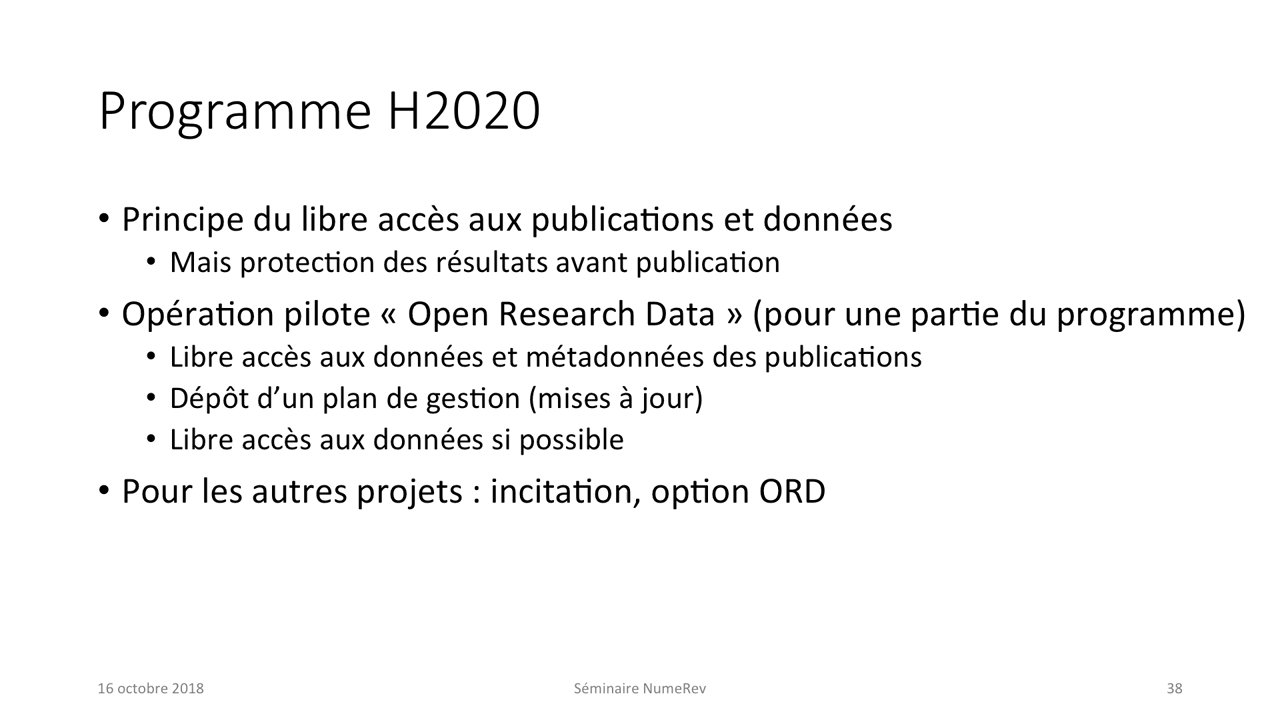 Programme H2020
• Principe du libre accès aux publications et données
• Mais protection des résultats avant publication
• Opération pilote « Open Research Data » (pour une partie du programme)
• Libre accès aux données et métadonnées des publications
• Dépôt d’un plan de gestion (mises à jour)
• Libre accès aux données si possible
• Pour les autres projets : incitation, option ORD
16 octobre 2018
Séminaire NumeRev
38